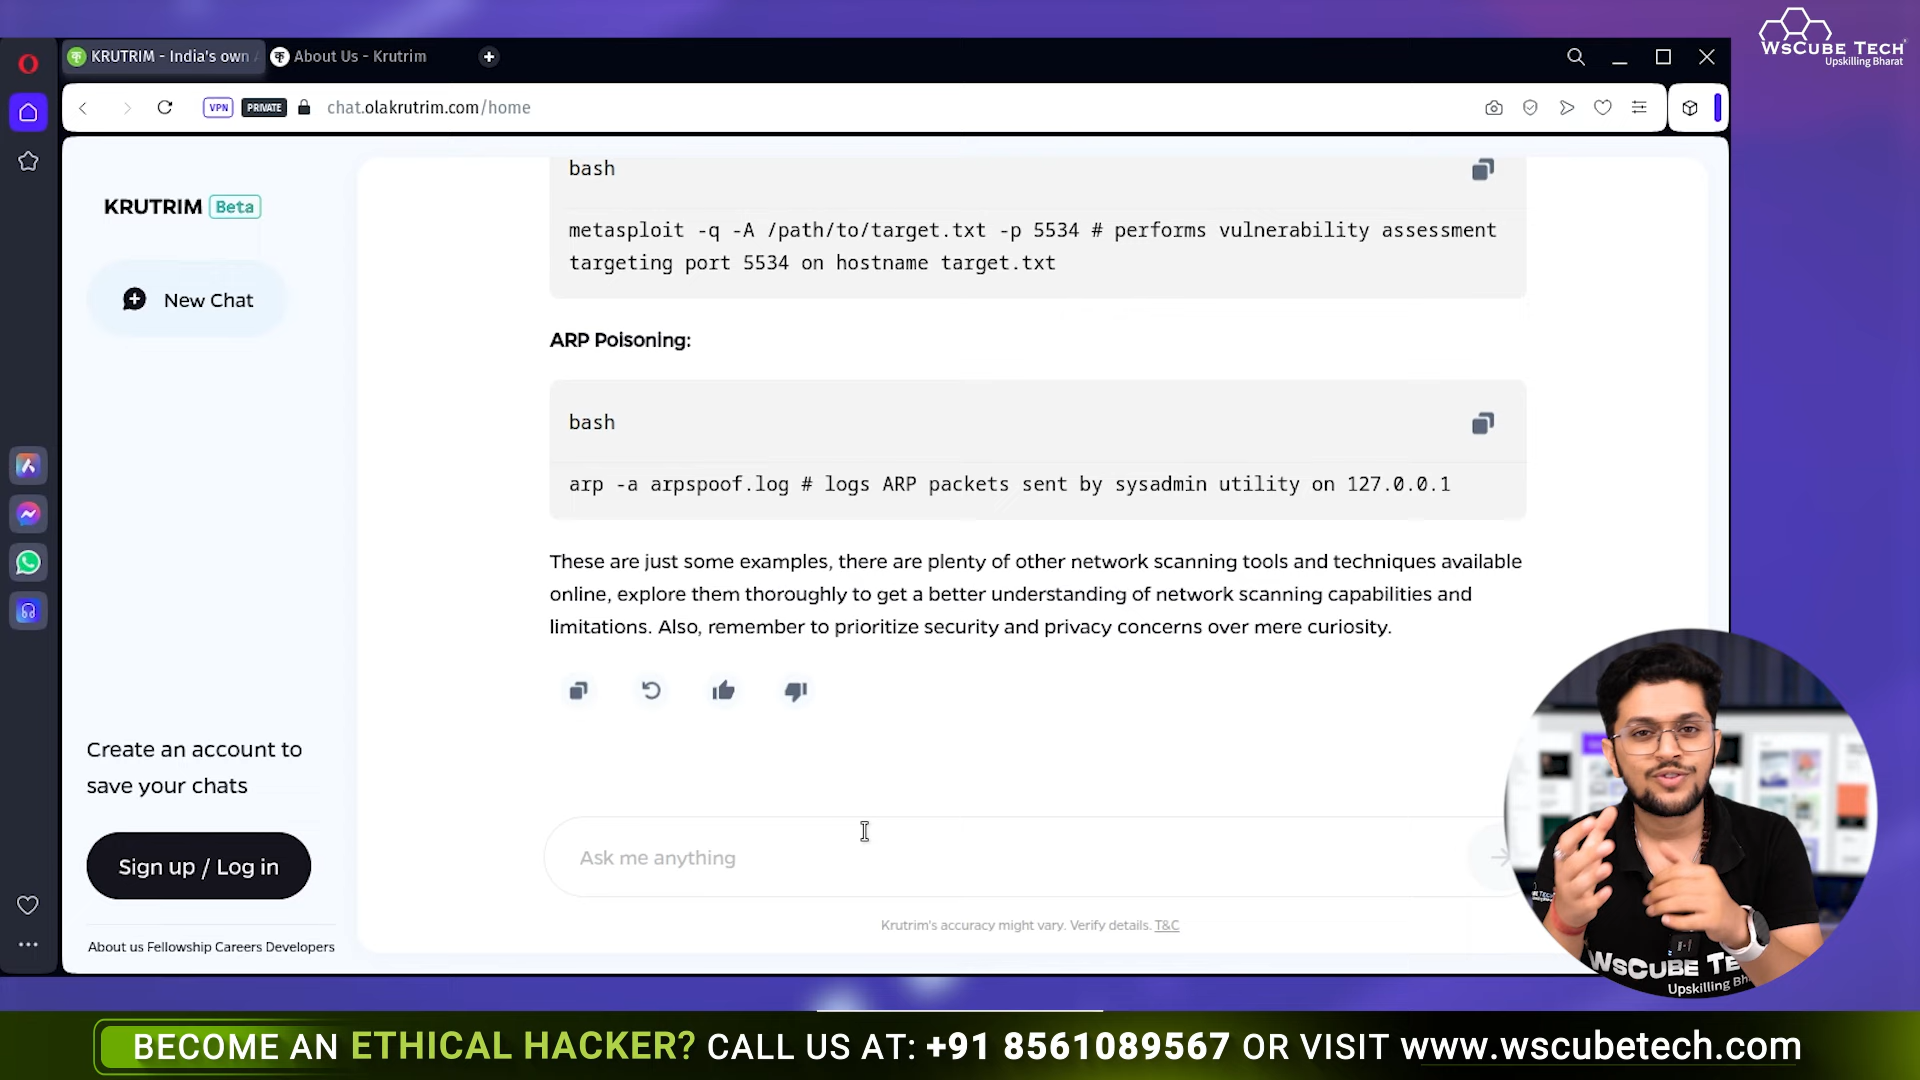 WsCube Tech
Upskilling Bharat
KRUTRIM - India's own
About Us - Krutrim
VPN
PRIVATE
chat.olakrutrim.com/home
KRUTRIM Beta
New Chat
bash
metasploit -q -A /path/to/target.txt -p 5534 # performs vulnerability assessment
targeting port 5534 on hostname target.txt
ARP Poisoning:
bash
arp -a arpspoof.log # logs ARP packets sent by sysadmin utility on 127.0.0.1
These are just some examples, there are plenty of other network scanning tools and techniques available
online, explore them thoroughly to get a better understanding of network scanning capabilities and
limitations. Also, remember to prioritize security and privacy concerns over mere curiosity.
Create an account to
save your chats
Sign up / Log in
About us Fellowship Careers Developers
Ask me anything
Krutrim's accuracy might vary. Verify details. T&C
WsCube Te
Upskilling Bh
BECOME AN ETHICAL HACKER? CALL US AT: +91 8561089567 OR VISIT www.wscubetech.com